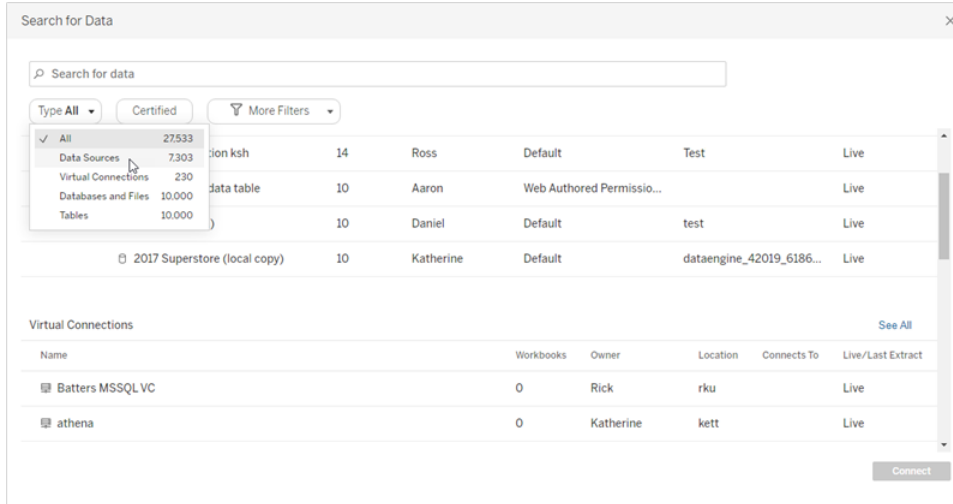 Search for Data
Search for data
Type All
Certified
More Filters
All 27,533
Data Sources 7,303
Virtual Connections 230
Databases and Files 10,000
Tables 10,000
ksh 14 Ross Default Test Live
data table 10 Aaron Web Authored Permissio... Live
) 10 Daniel Default test Live
2017 Superstore (local copy) 10 Katherine Default dataengine_42019_6186... Live
Virtual Connections See All
Name Workbooks Owner Location Connects To Live/Last Extract
Batters MSSQL VC 0 Rick rku Live
athena 0 Katherine kett Live
Connect